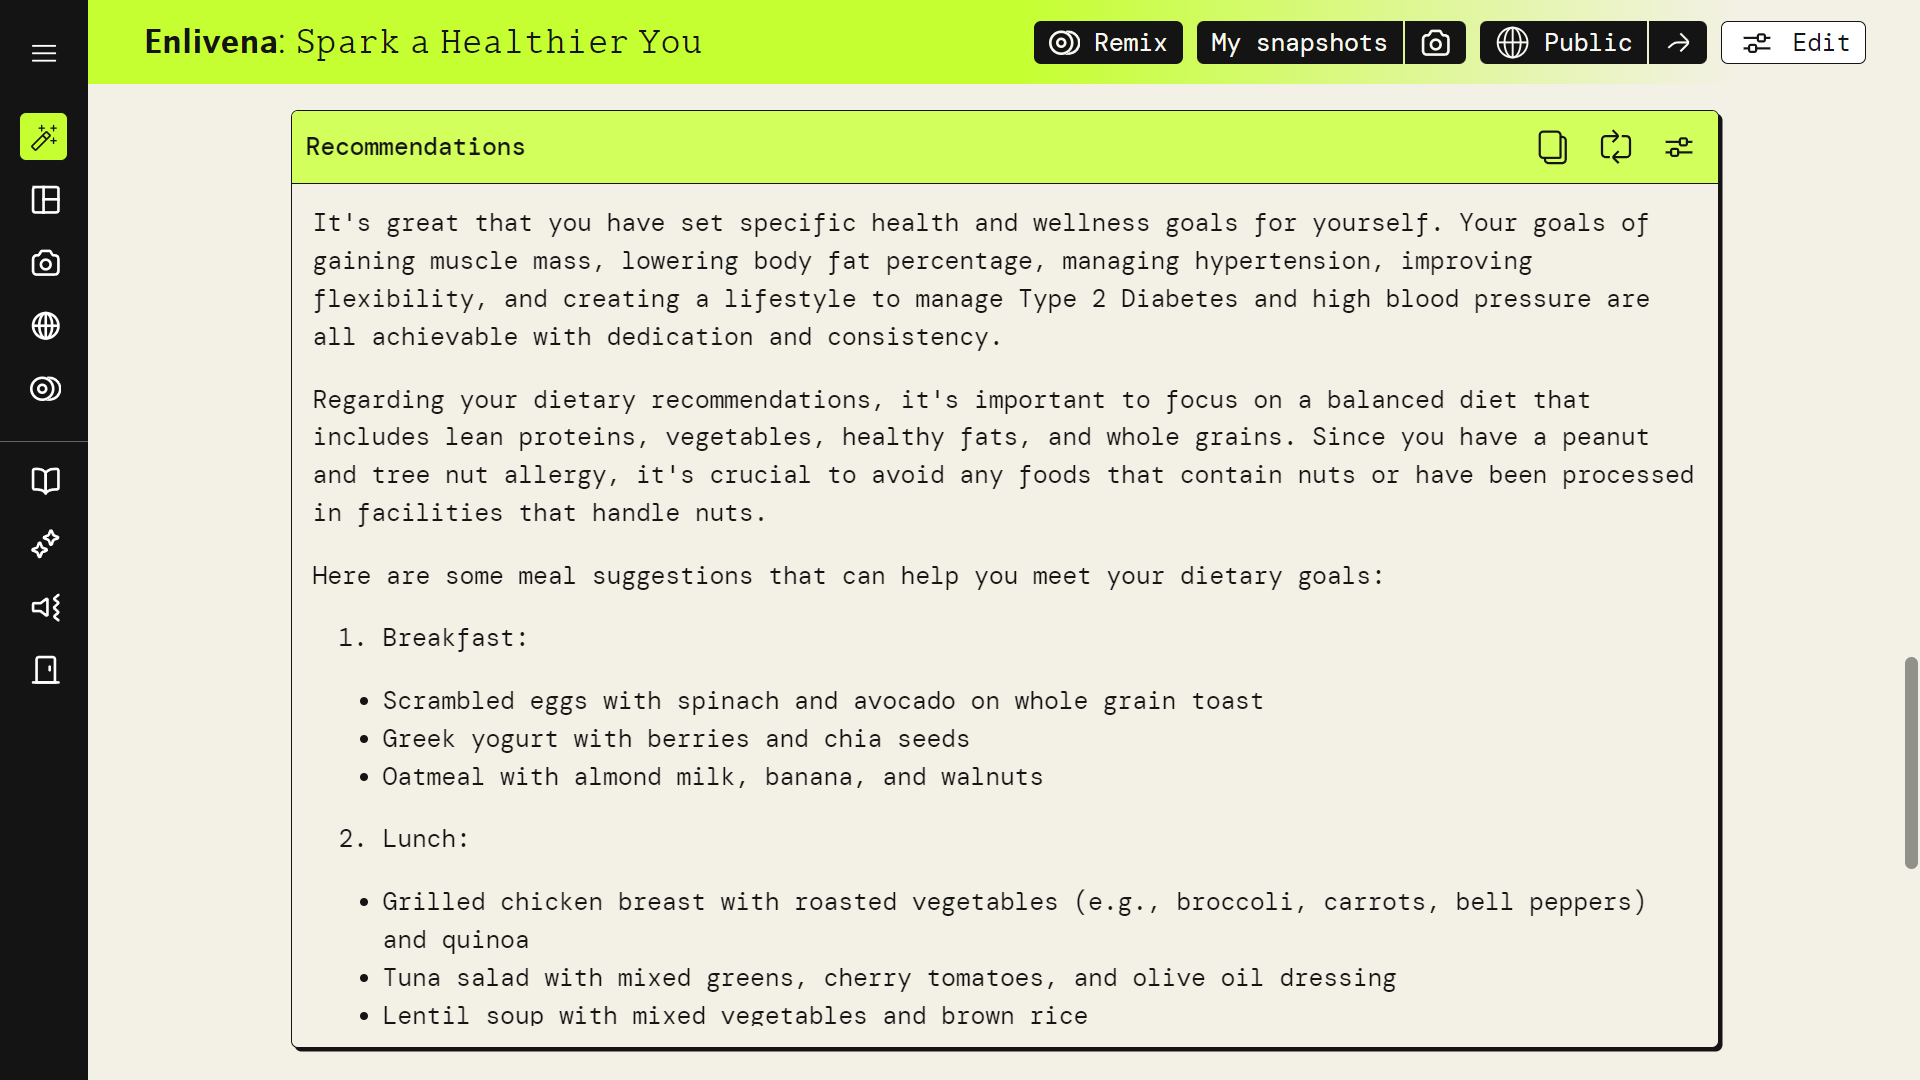 Enlivena: Spark a Healthier You
Remix
My snapshots
Public
Edit
Recommendations
It's great that you have set specific health and wellness goals for yourself. Your goals of
gaining muscle mass, lowering body fat percentage, managing hypertension, improving
flexibility, and creating a lifestyle to manage Type 2 Diabetes and high blood pressure are
all achievable with dedication and consistency.
Regarding your dietary recommendations, it's important to focus on a balanced diet that
includes lean proteins, vegetables, healthy fats, and whole grains. Since you have a peanut
and tree nut allergy, it's crucial to avoid any foods that contain nuts or have been processed
in facilities that handle nuts.
Here are some meal suggestions that can help you meet your dietary goals:
1. Breakfast:
• Scrambled eggs with spinach and avocado on whole grain toast
• Greek yogurt with berries and chia seeds
• Oatmeal with almond milk, banana, and walnuts
2. Lunch:
• Grilled chicken breast with roasted vegetables (e.g., broccoli, carrots, bell peppers)
and quinoa
• Tuna salad with mixed greens, cherry tomatoes, and olive oil dressing
• Lentil soup with mixed vegetables and brown rice